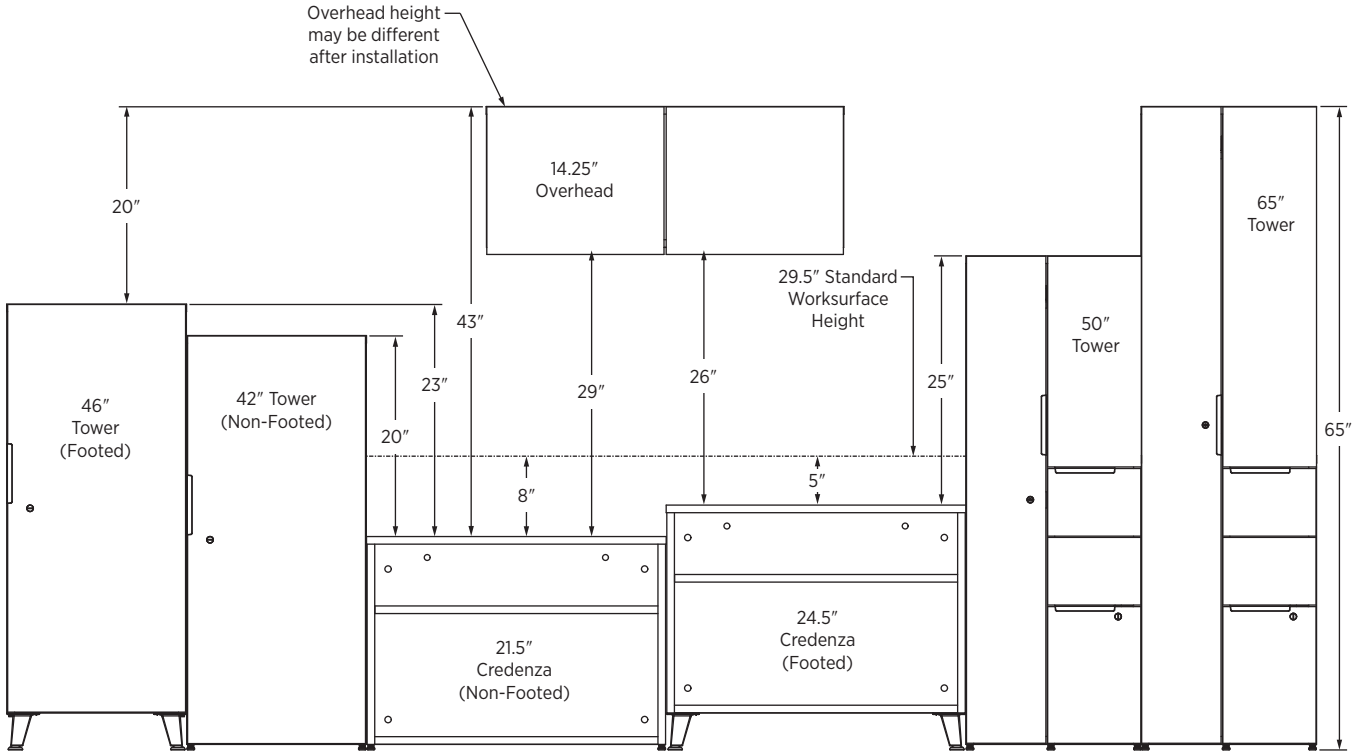 Overhead height
may be different
after installation
20″
43″
14.25″
Overhead
65″
Tower
29.5″ Standard
Worksurface
Height
50″
Tower
23″
29″
26″
25″
46″
Tower
(Footed)
42″ Tower
(Non-Footed)
20″
65″
8″
5″
21.5″
Credenza
(Non-Footed)
24.5″
Credenza
(Footed)